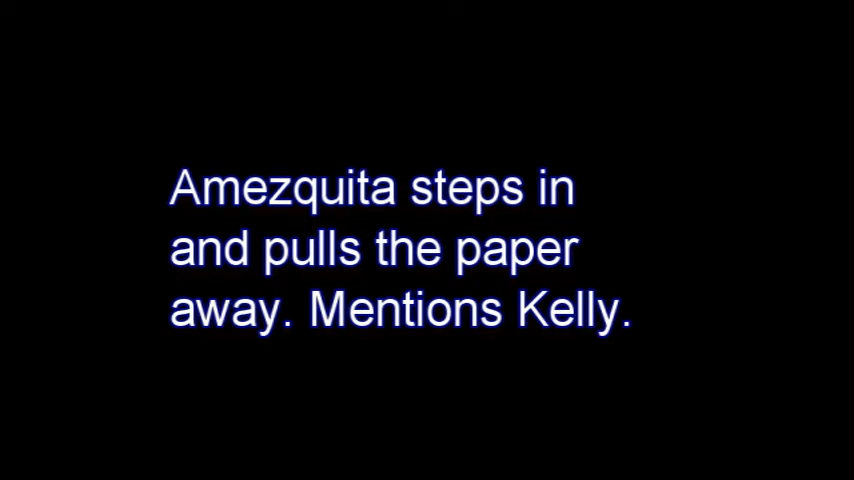 Amezquita steps in
and pulls the paper
away. Mentions Kelly.